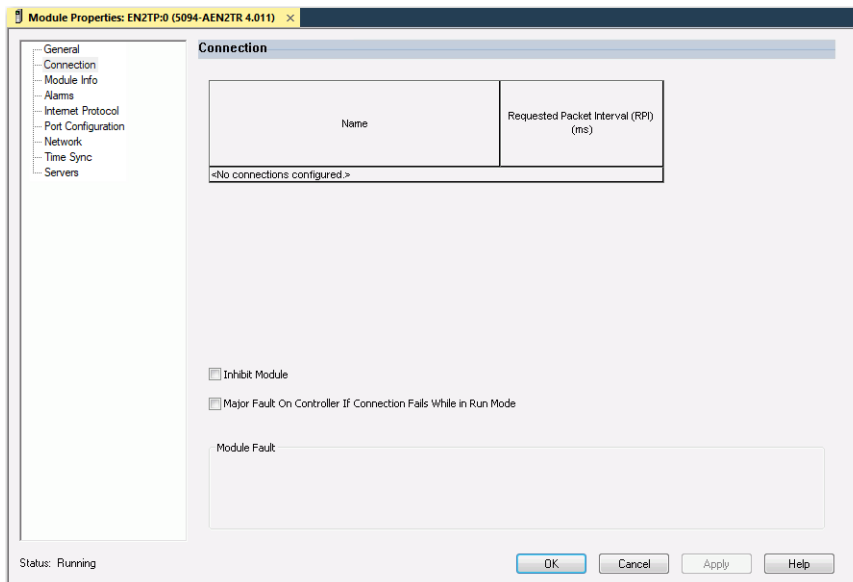 Module Properties: EN2TP:0 (5094-AEN2TR 4.011) ×
General
Connection
Module Info
Alarms
Internet Protocol
Port Configuration
Network
Time Sync
Servers
Connection
Name
Requested Packet Interval (RPI)
(ms)
<No connections configured.>
Inhibit Module
Major Fault On Controller If Connection Fails While in Run Mode
Module Fault
Status: Running
OK
Cancel
Apply
Help